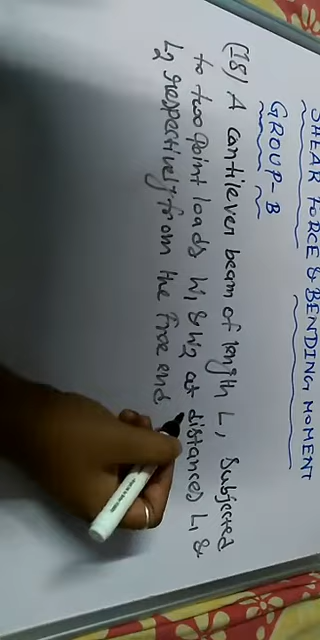 SHEAR FORCE & BENDING MOMENT
GROUP-B
(18) A cantilever beam of length L, Subjected
to two point loads W1 & W2 at distances L1 &
L2 respectively from the free end